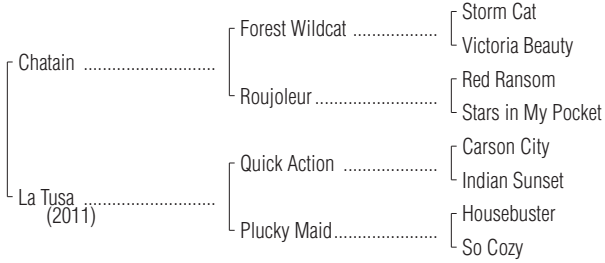 Storm Cat
Forest Wildcat ...................
Victoria Beauty
Chatain .............................
Red Ransom
Roujoleur...........................
Stars in My Pocket
Carson City
Quick Action .....................
Indian Sunset
La Tusa .............................
(2011)
Housebuster
Plucky Maid.......................
So Cozy